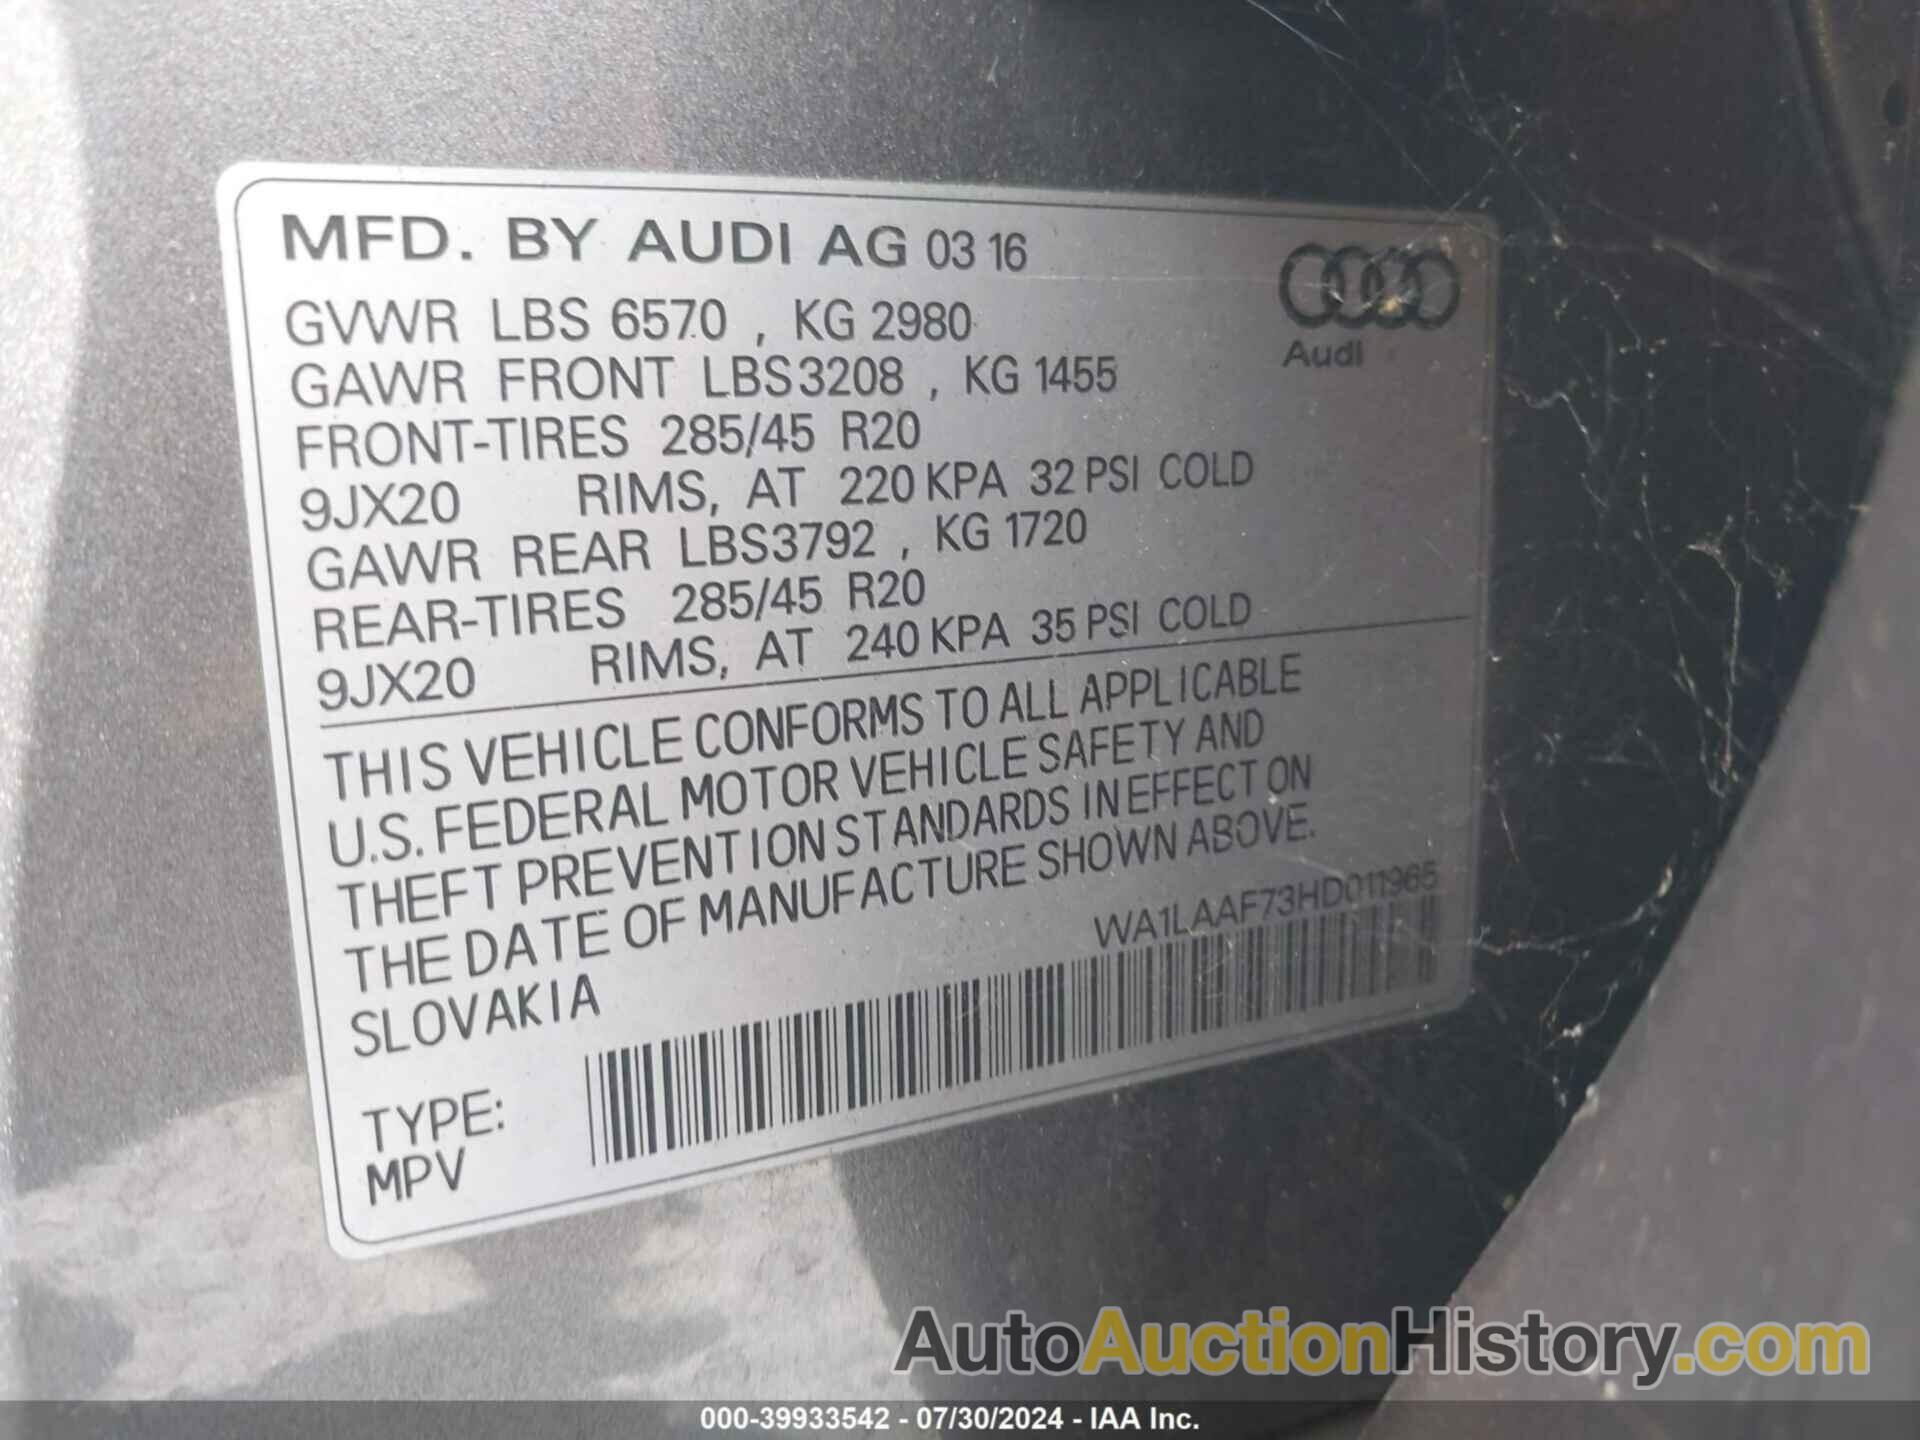 MFD. BY AUDI AG 03 16
GVWR LBS 6570 , KG 2980
GAWR FRONT LBS3208 , KG 1455
FRONT-TIRES 285/45 R20
9JX20 RIMS, AT 220 KPA 32 PSI COLD
GAWR REAR LBS3792 , KG 1720
REAR-TIRES 285/45 R20
9JX20 RIMS, AT 240 KPA 35 PSI COLD
Audi
THIS VEHICLE CONFORMS TO ALL APPLICABLE
U.S. FEDERAL MOTOR VEHICLE SAFETY AND
THEFT PREVENTION STANDARDS IN EFFECT ON
THE DATE OF MANUFACTURE SHOWN ABOVE.
SLOVAKIA
WA1LAAF73HD011965
TYPE:
MPV
AutoAuctionHistory.com
000-39933542 - 07/30/2024 - IAA Inc.